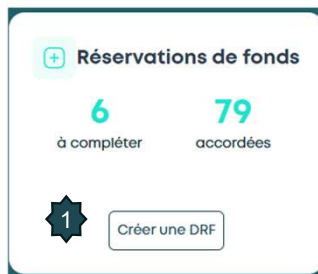 Réservations de fonds
6 79
à compléter accordées
1 Créer une DRF